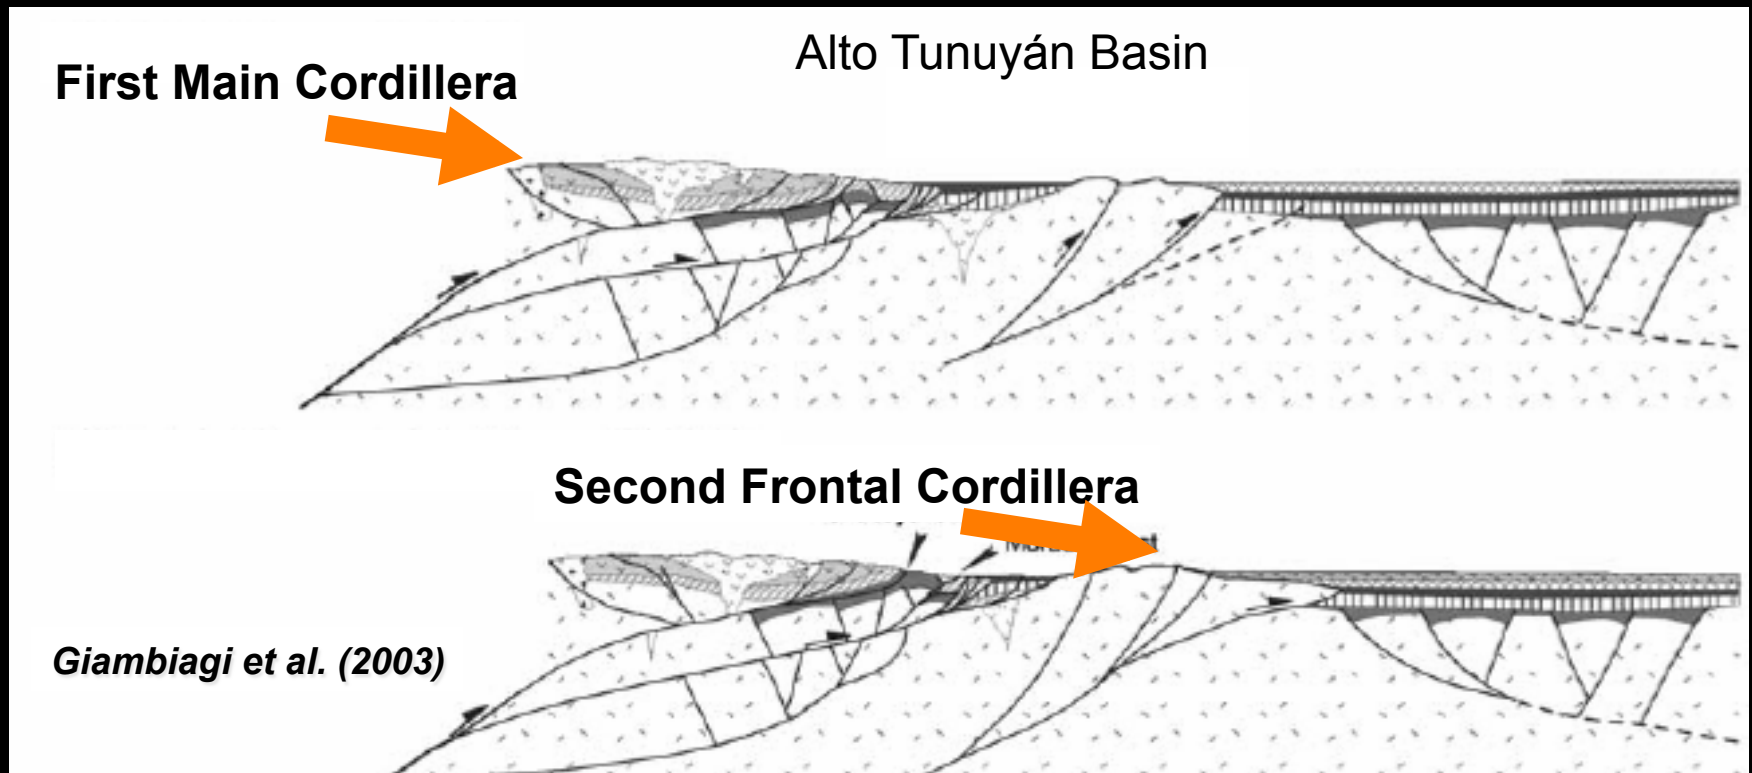 Alto Tunuyán Basin
First Main Cordillera
Second Frontal Cordillera
Giambiagi et al. (2003)